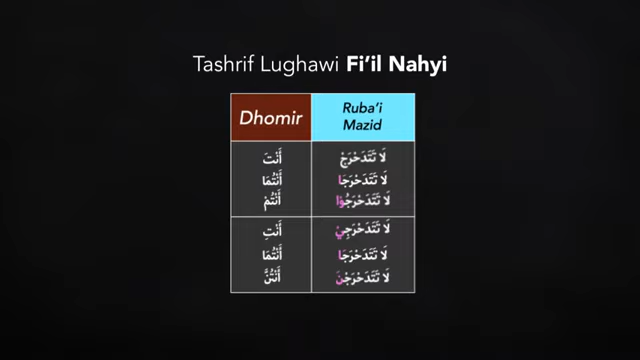 Tashrif Lughawi Fi'il Nahyi
Dhomir
Ruba'i
Mazid
أَنْتَ لَا تَتَدَحْرَجْ
أَنْتُمَا لَا تَتَدَحْرَجَا
أَنْتُمْ لَا تَتَدَحْرَجُوْا
أَنْتِ لَا تَتَدَحْرَجِيْ
أَنْتُمَا لَا تَتَدَحْرَجَا
أَنْتُنَّ لَا تَتَدَحْرَجْنَ